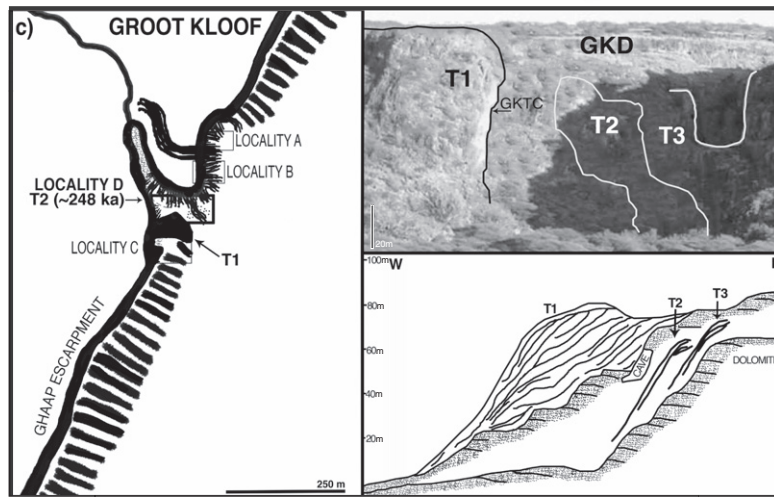 c)
GROOT KLOOF
LOCALITY A
LOCALITY B
LOCALITY D
T2 (~248 ka)
LOCALITY C
T1
GHAAP ESCARPMENT
250 m
GKD
T1
GKTC
T2
T3
20m
W
100m
80m
60m
40m
20m
T1
T2
T3
CAVE